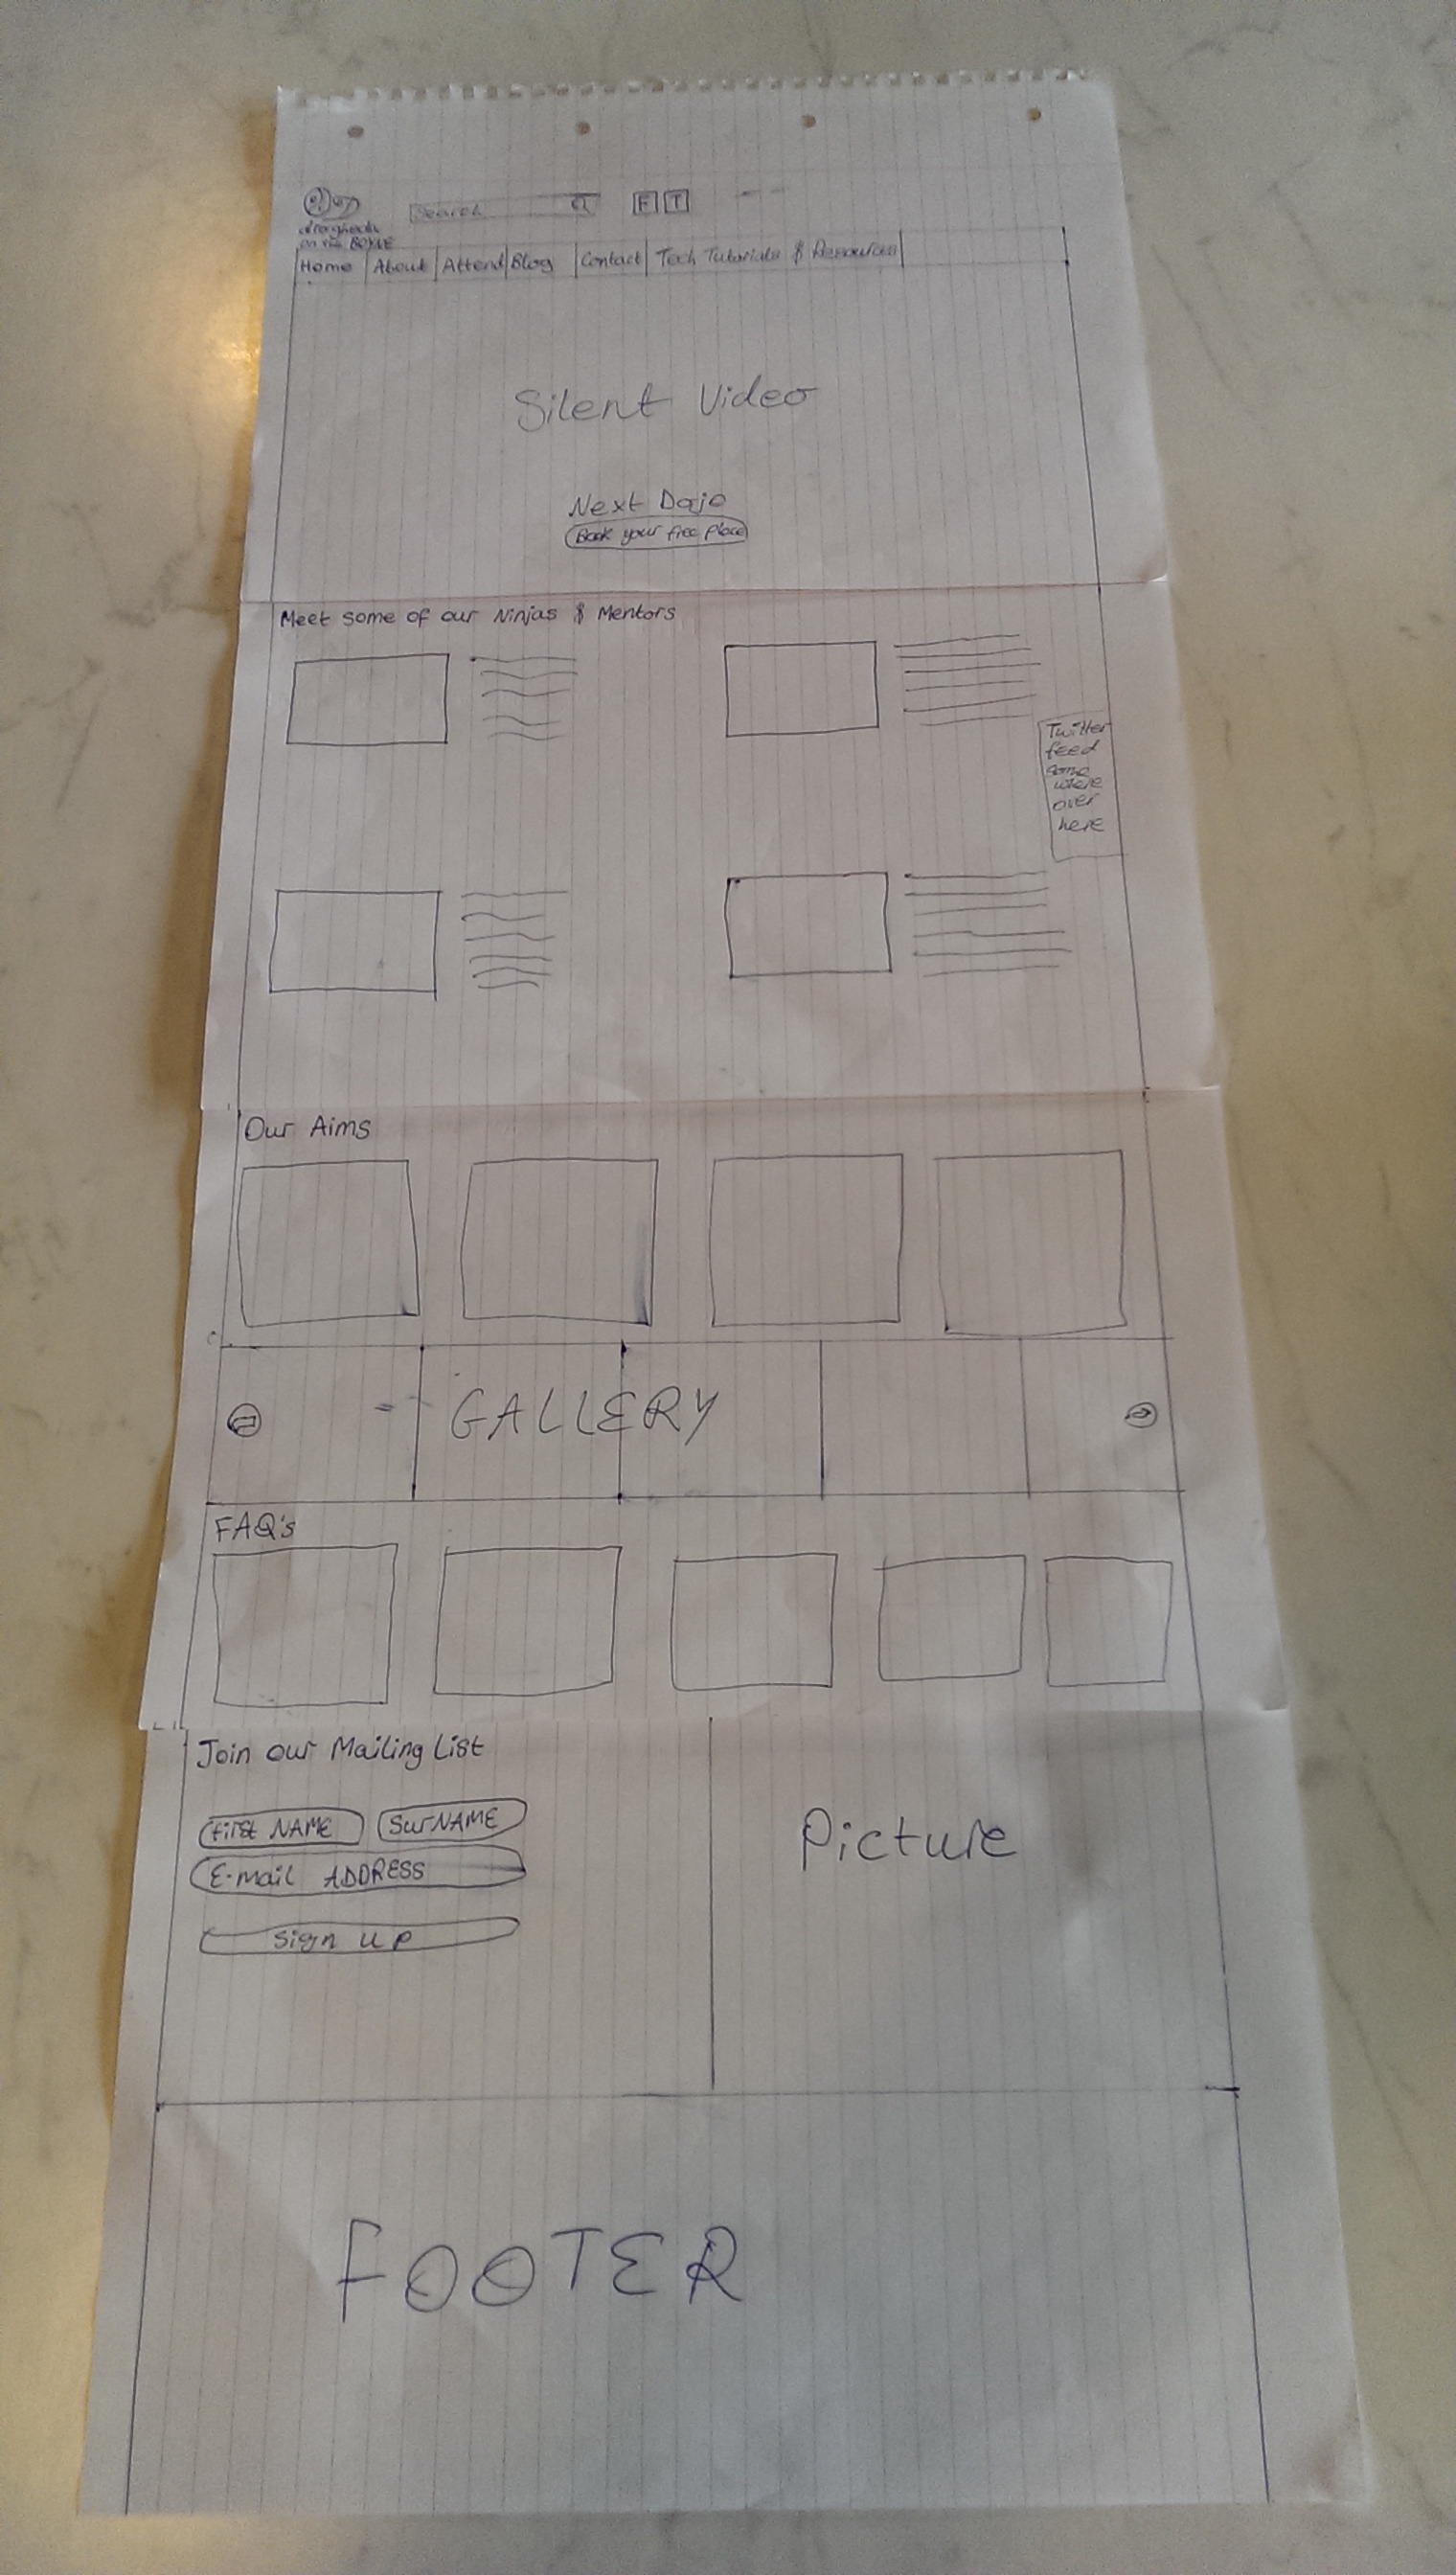 Search
F T
drogheda
on the BOYNE
Home About Attend Blog Contact Tech Tutorials & Resources
Silent Video
Next Dojo
Book your free place
Meet some of our Ninjas & Mentors
Twitter
feed
some
where
over
here
Our Aims
GALLERY
FAQ's
Join our Mailing List
First NAME SurNAME
E-mail ADDRESS
Sign up
Picture
FOOTER